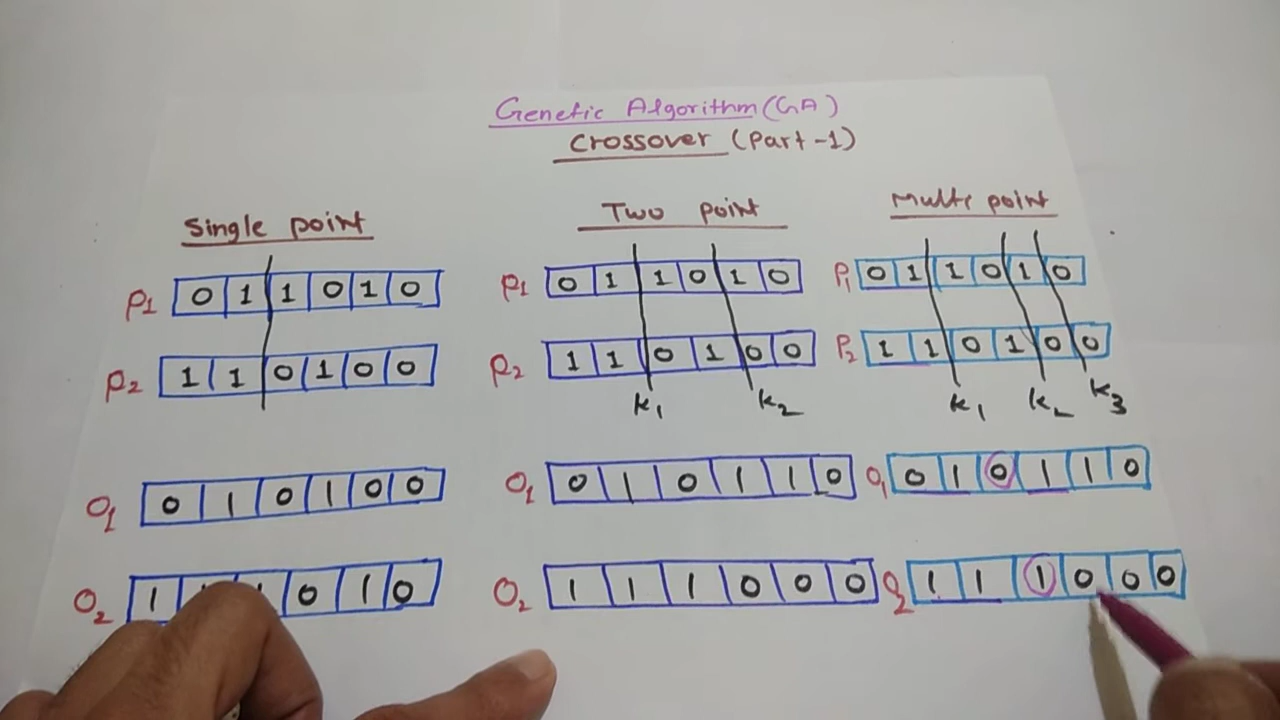 Genetic Algorithm (GA)
Crossover (Part-1)
Single point
Two point
Multi point
P1 0 1 1 0 1 0
P1 0 1 1 0 1 0
P1 0 1 1 0 1 0
P2 1 1 0 1 0 0
P2 1 1 0 1 0 0
P2 1 1 0 1 0 0
K1 K2
K1 K2 K3
O1 0 1 0 1 0 0
O1 0 1 0 1 1 0
O1 0 1 0 1 1 0
O2 1 1 0 1 0
O2 1 1 1 0 0 0
O2 1 1 1 0 0 0